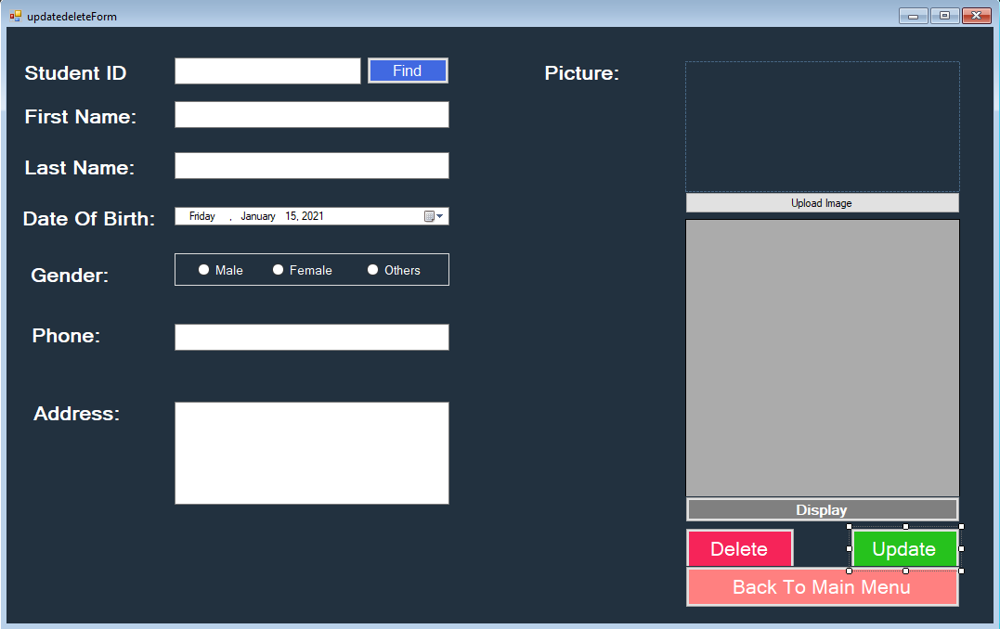 updatedeleteForm
Student ID
Find
Picture:
First Name:
Last Name:
Upload Image
Date Of Birth:
Friday , January 15, 2021
Gender:
Male Female Others
Phone:
Address:
Display
Delete
Update
Back To Main Menu